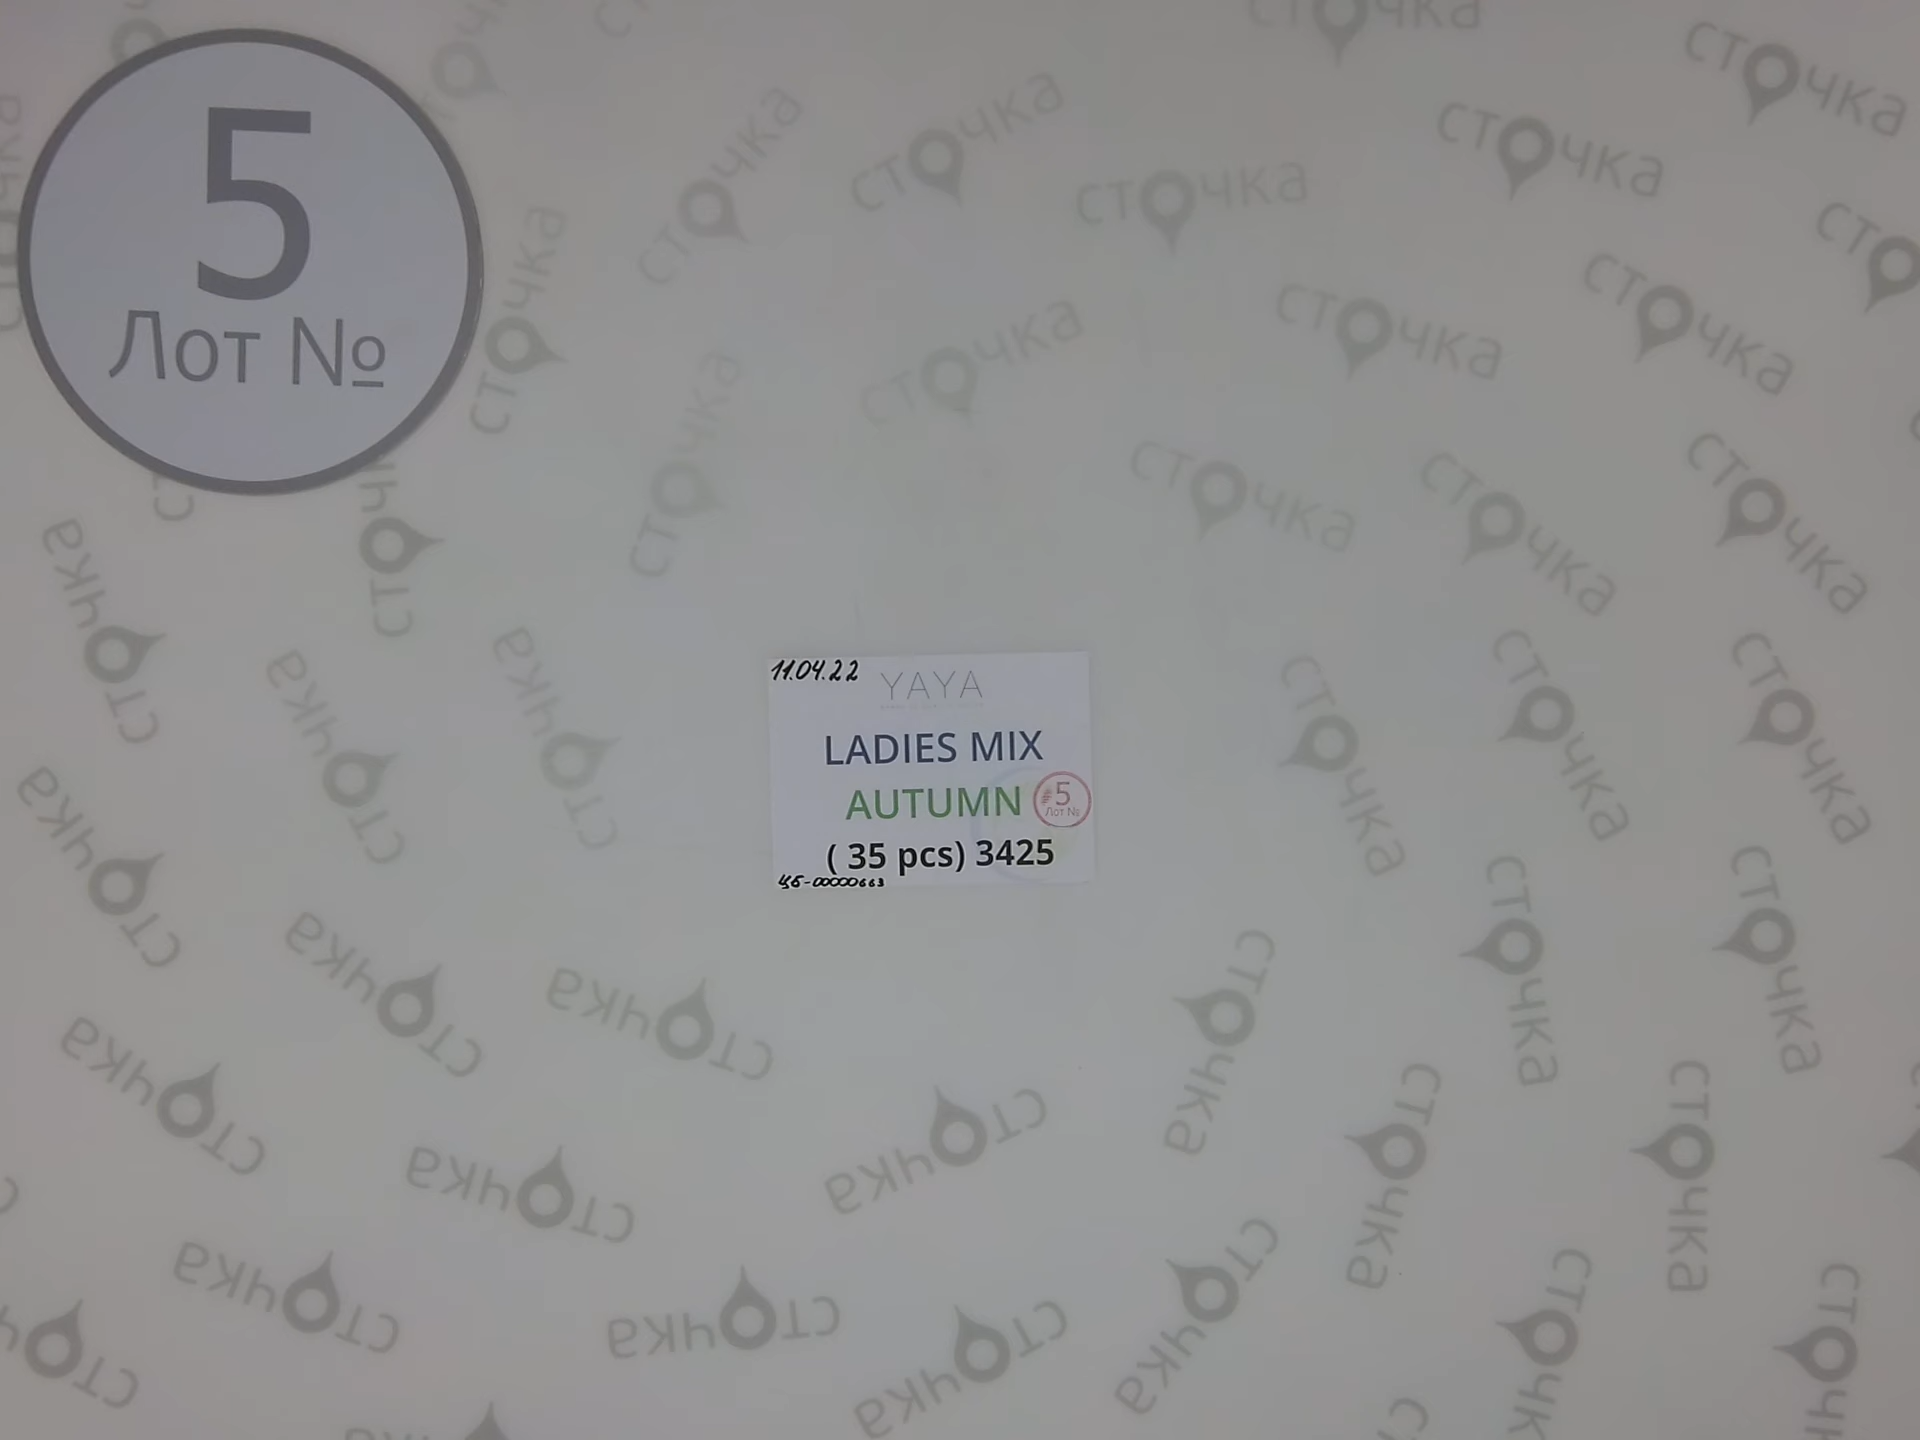 5
Лот №
11.04.22
YAYA
LADIES MIX
AUTUMN
#5
Лот №
( 35 pcs) 3425
ЦБ-00000663
сточка